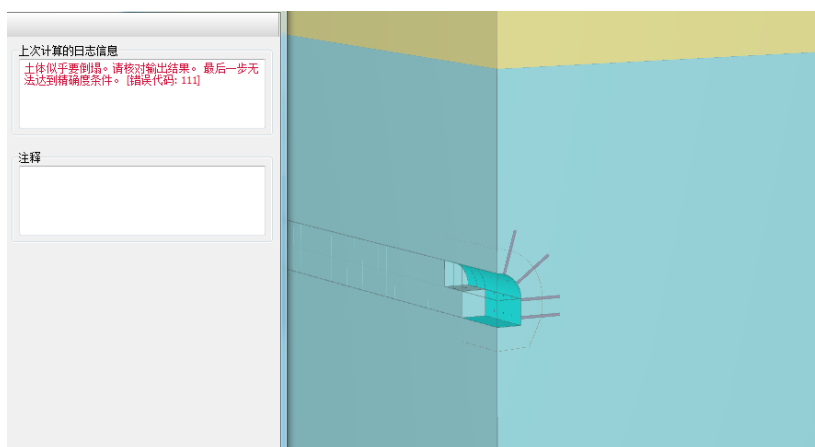 上次计算的日志信息
土体似乎要倒塌。请核对输出结果。 最后一步无
法达到精确度条件。 [错误代码: 111]
注释